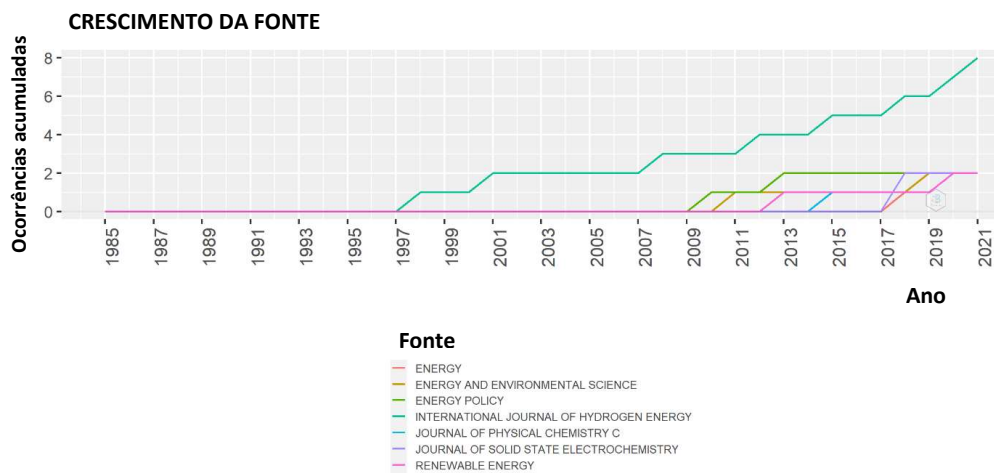 CRESCIMENTO DA FONTE
Ocorrências acumuladas
8
6
4
2
0
1985
1987
1989
1991
1993
1995
1997
1999
2001
2003
2005
2007
2009
2011
2013
2015
2017
2019
2021
Ano
Fonte
ENERGY
ENERGY AND ENVIRONMENTAL SCIENCE
ENERGY POLICY
INTERNATIONAL JOURNAL OF HYDROGEN ENERGY
JOURNAL OF PHYSICAL CHEMISTRY C
JOURNAL OF SOLID STATE ELECTROCHEMISTRY
RENEWABLE ENERGY